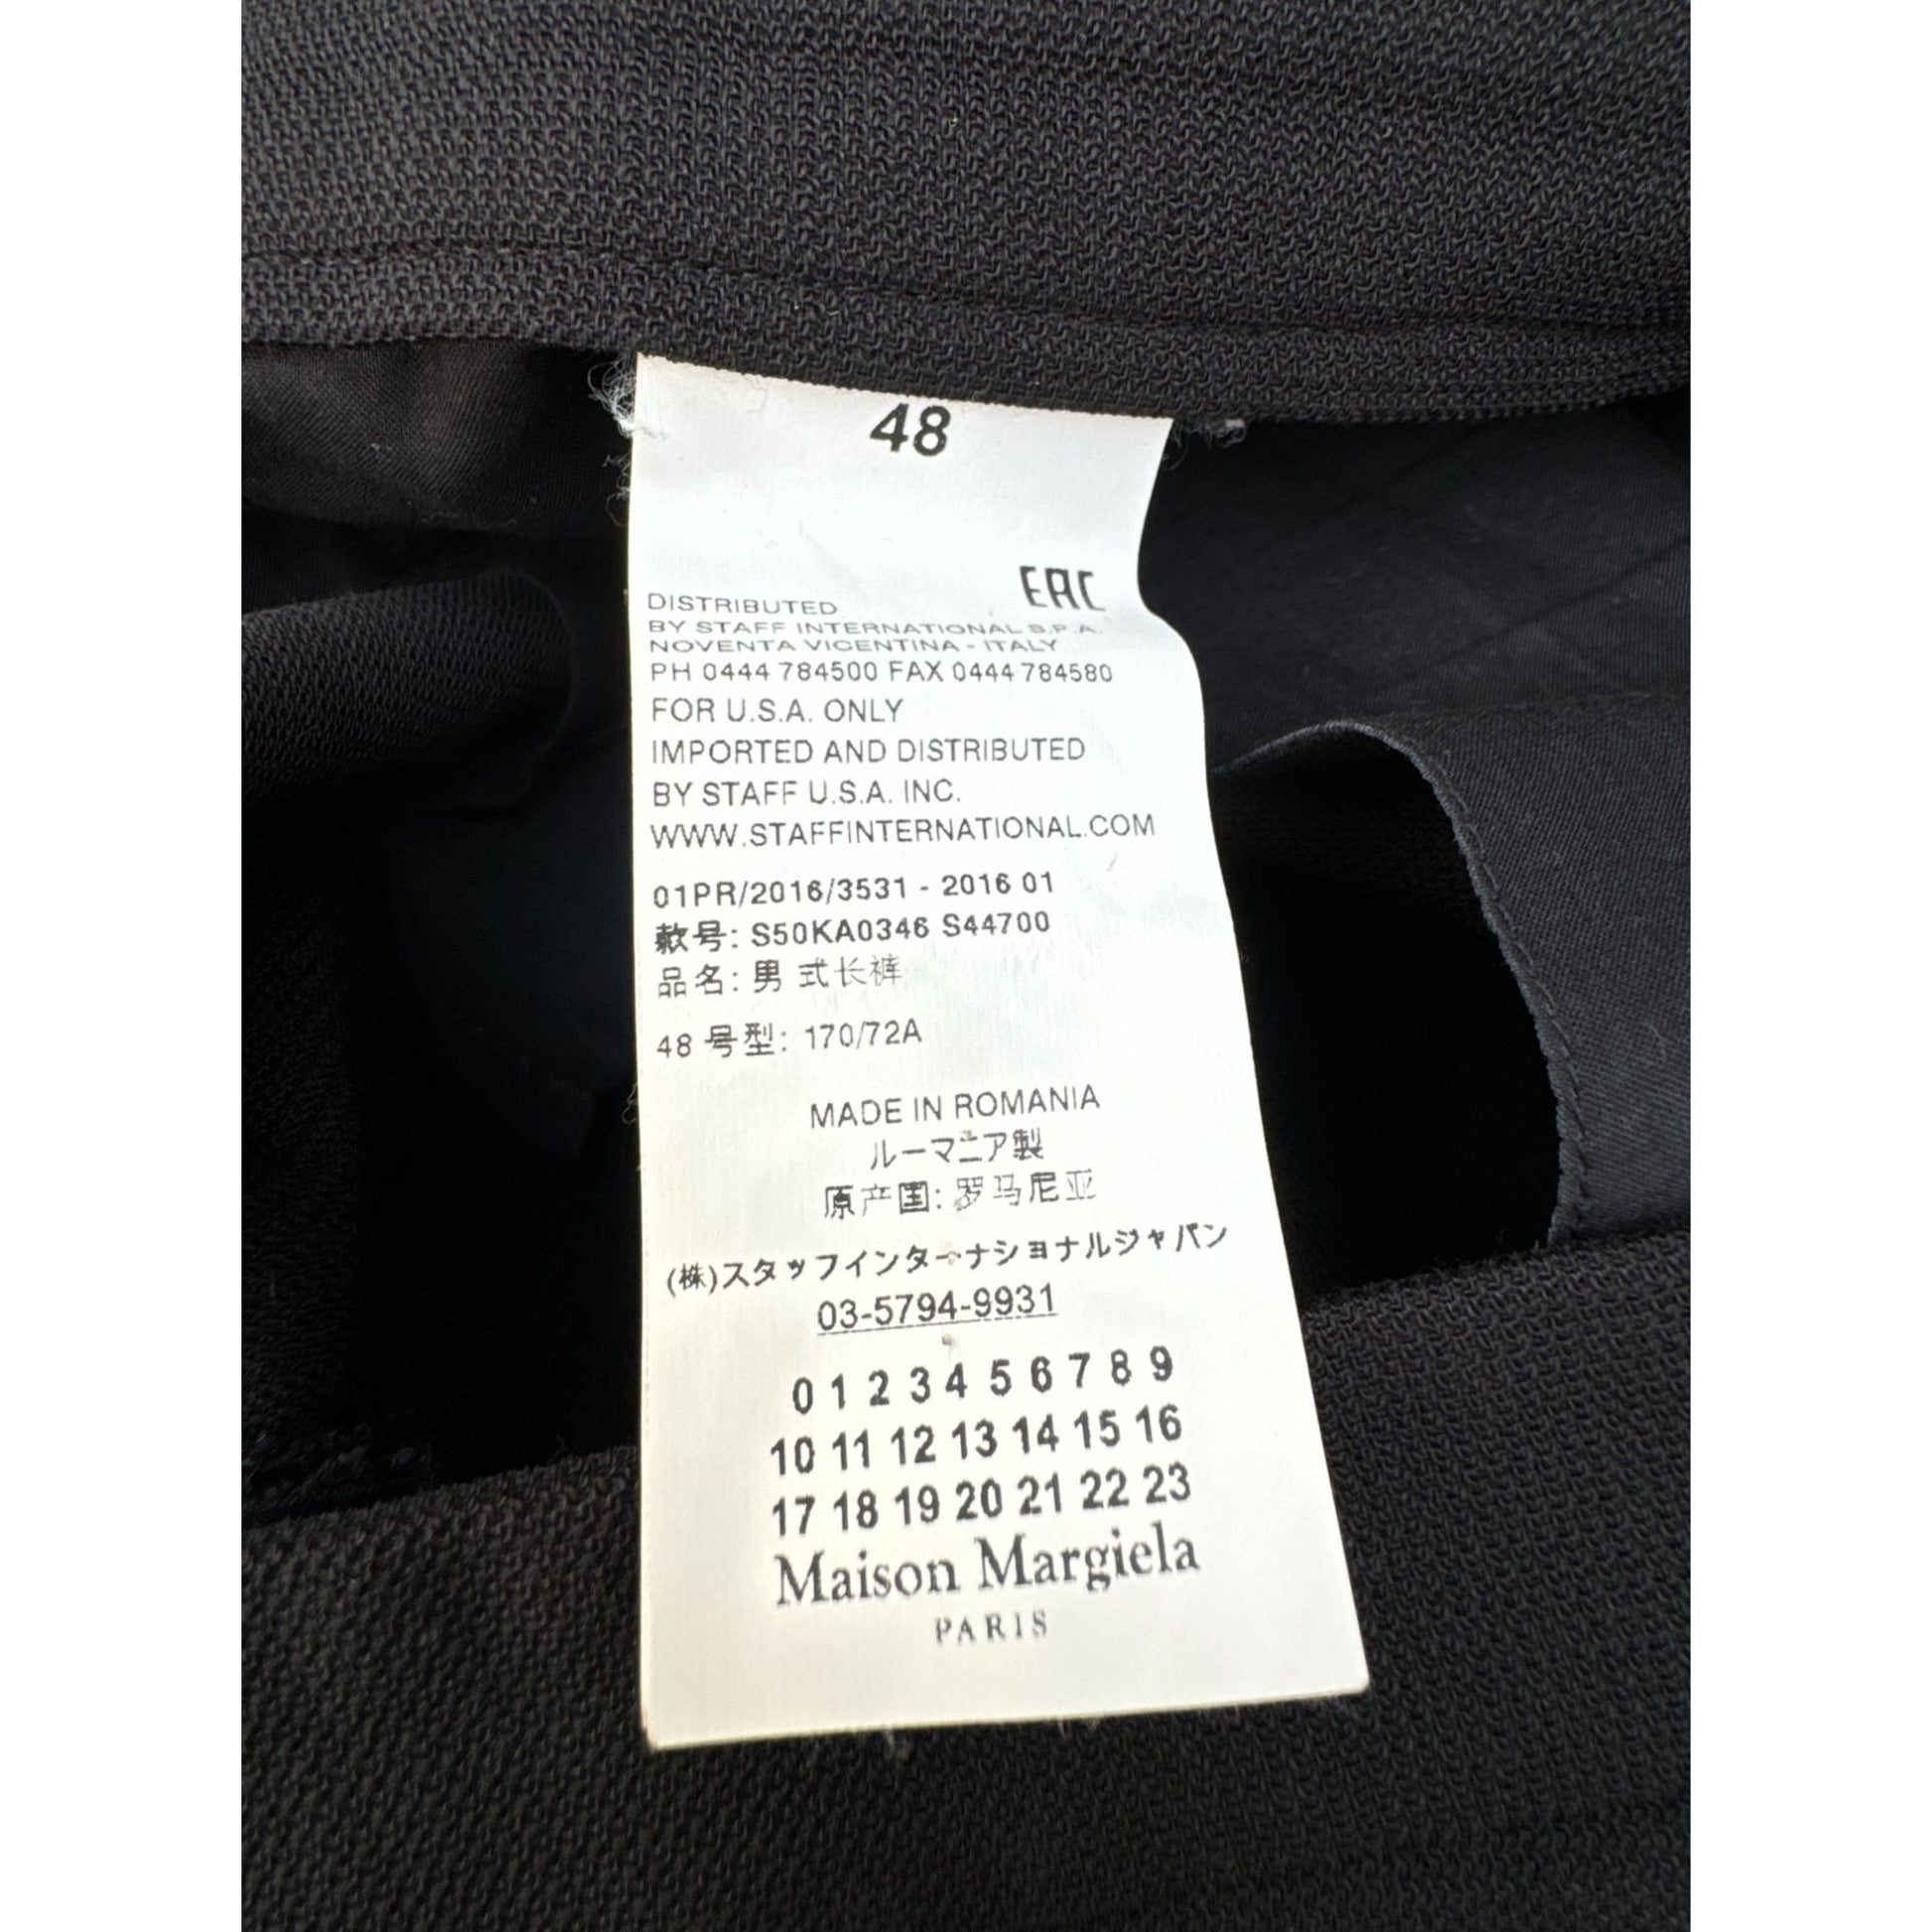 48
EAC
DISTRIBUTED
BY STAFF INTERNATIONAL S.P.A.
NOVENTA VICENTINA - ITALY
PH 0444 784500 FAX 0444 784580
FOR U.S.A. ONLY
IMPORTED AND DISTRIBUTED
BY STAFF U.S.A. INC.
WWW.STAFFINTERNATIONAL.COM
01PR/2016/3531 - 2016 01
款号: S50KA0346 S44700
品名: 男 式长裤
48 号型: 170/72A
MADE IN ROMANIA
ルーマニア製
原产国: 罗马尼亚
(株)スタッフインターナショナルジャパン
03-5794-9931
0 1 2 3 4 5 6 7 8 9
10 11 12 13 14 15 16
17 18 19 20 21 22 23
Maison Margiela
PARIS